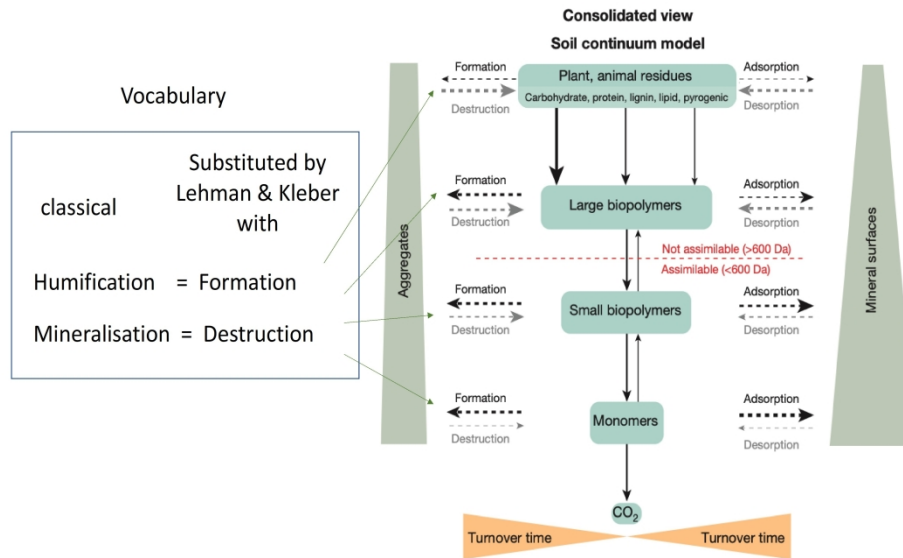 Consolidated view
Soil continuum model
Vocabulary
classical
Substituted by
Lehman & Kleber
with
Humification = Formation
Mineralisation = Destruction
Aggregates
Formation
Destruction
Plant, animal residues
Carbohydrate, protein, lignin, lipid, pyrogenic
Adsorption
Desorption
Formation
Destruction
Large biopolymers
Adsorption
Desorption
Not assimilable (>600 Da)
Assimilable (<600 Da)
Formation
Destruction
Small biopolymers
Adsorption
Desorption
Formation
Destruction
Monomers
Adsorption
Desorption
Mineral surfaces
CO₂
Turnover time
Turnover time